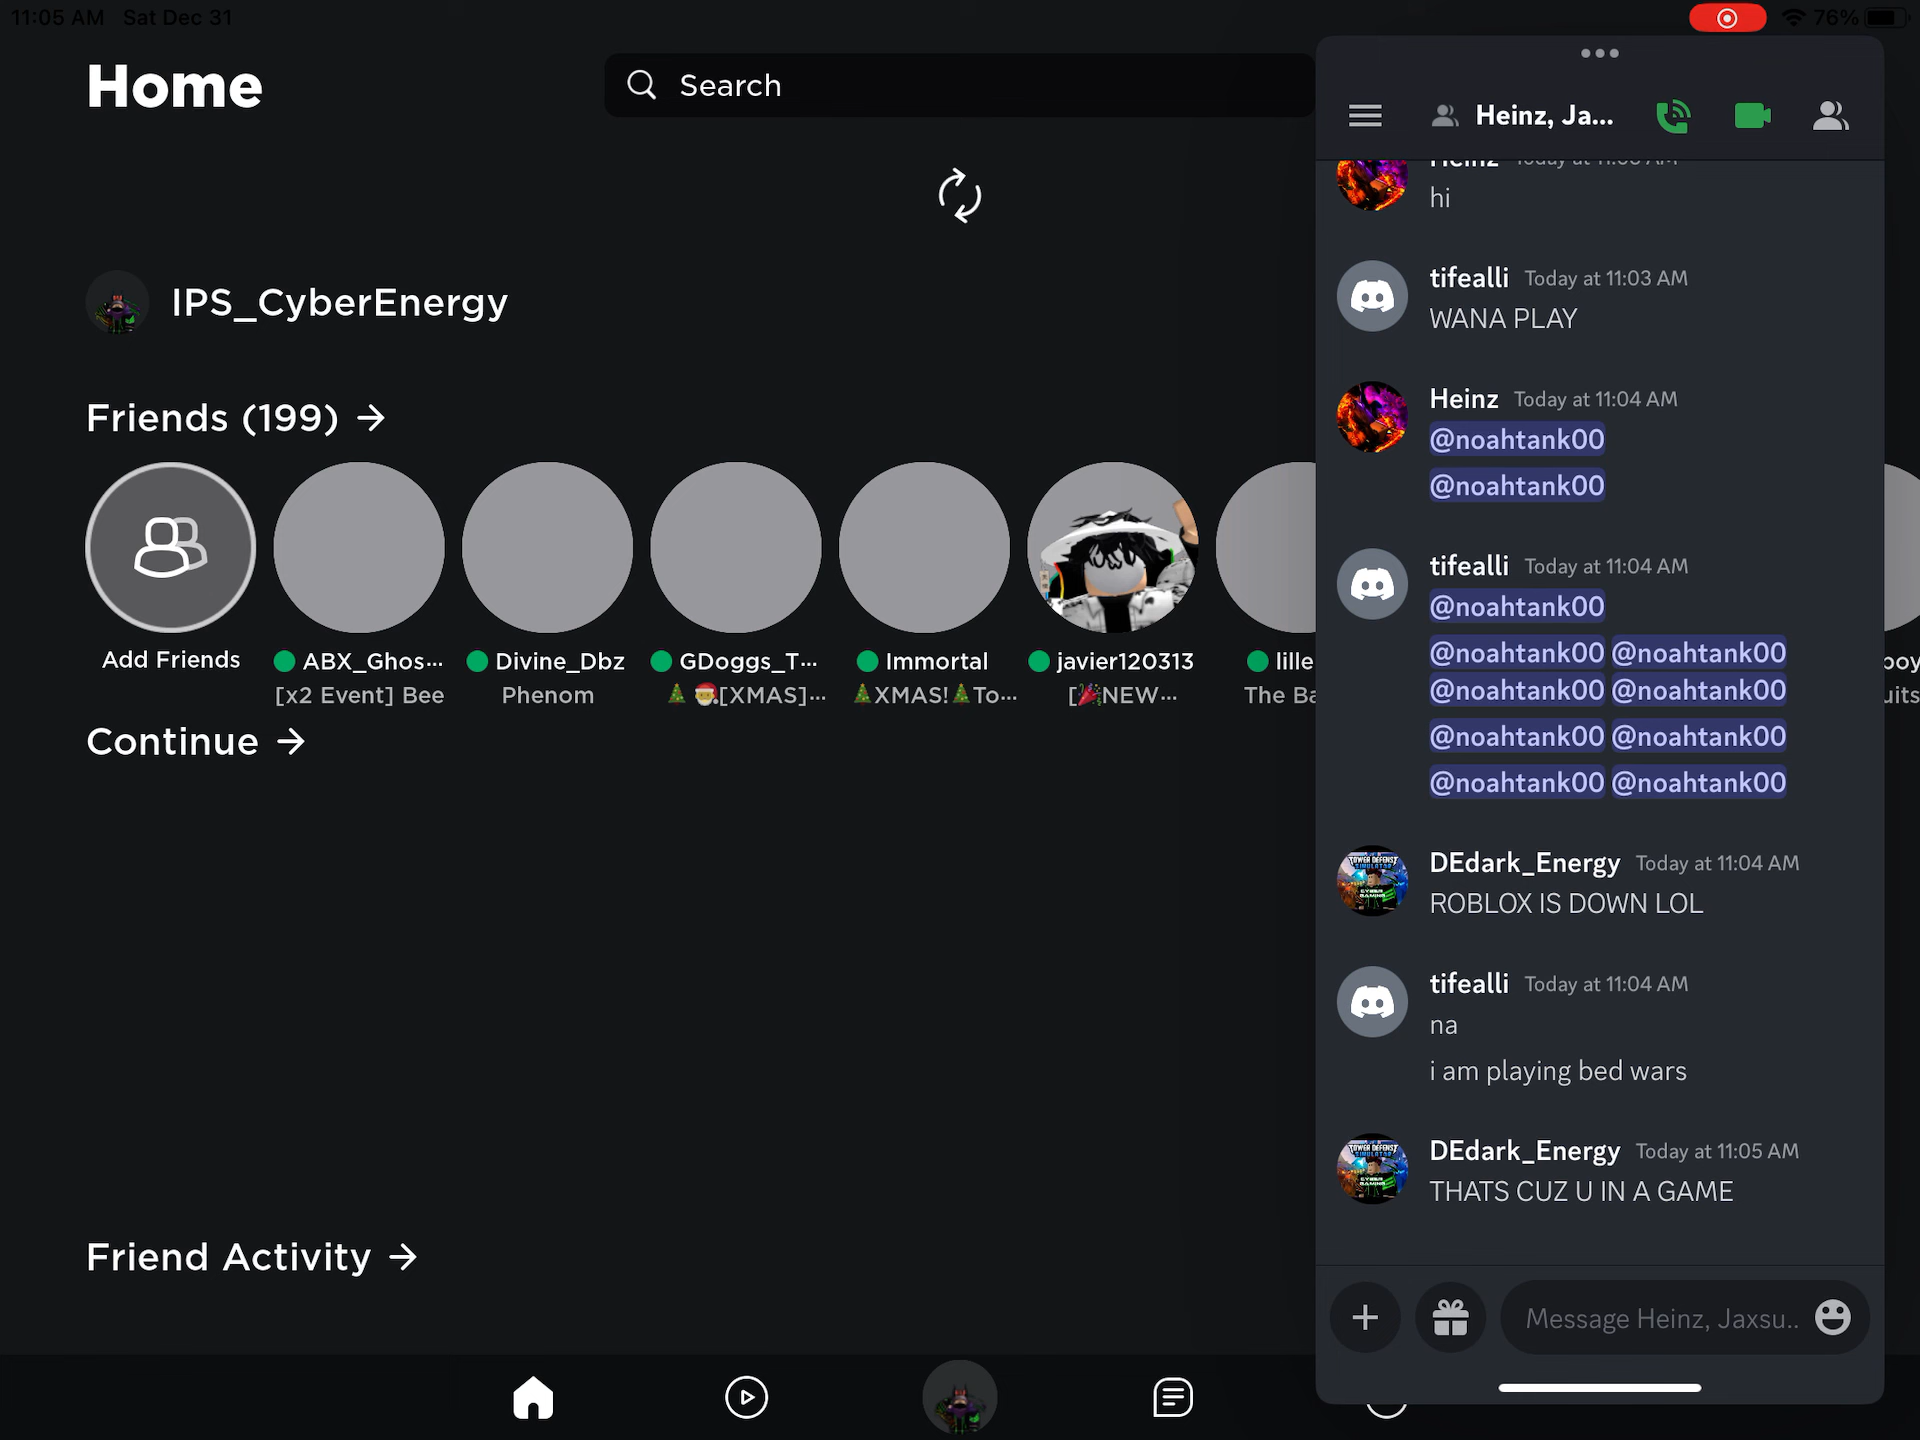 11:05 AM Sat Dec 31
76%
Home
Search
IPS_CyberEnergy
Friends (199)
Add Friends
ABX_Ghos...
[x2 Event] Bee
Divine_Dbz
Phenom
GDoggs_T...
🎄 🎅[XMAS]...
Immortal
🎄XMAS!🎄To...
javier120313
[🎉NEW...
lille
The Ba
boy
uits
Continue
Friend Activity
Heinz, Ja...
Heinz
hi
tifealli Today at 11:03 AM
WANA PLAY
Heinz Today at 11:04 AM
@noahtank00
@noahtank00
tifealli Today at 11:04 AM
@noahtank00
@noahtank00 @noahtank00
@noahtank00 @noahtank00
@noahtank00 @noahtank00
@noahtank00 @noahtank00
DEdark_Energy Today at 11:04 AM
ROBLOX IS DOWN LOL
tifealli Today at 11:04 AM
na
i am playing bed wars
DEdark_Energy Today at 11:05 AM
THATS CUZ U IN A GAME
Message Heinz, Jaxsu..